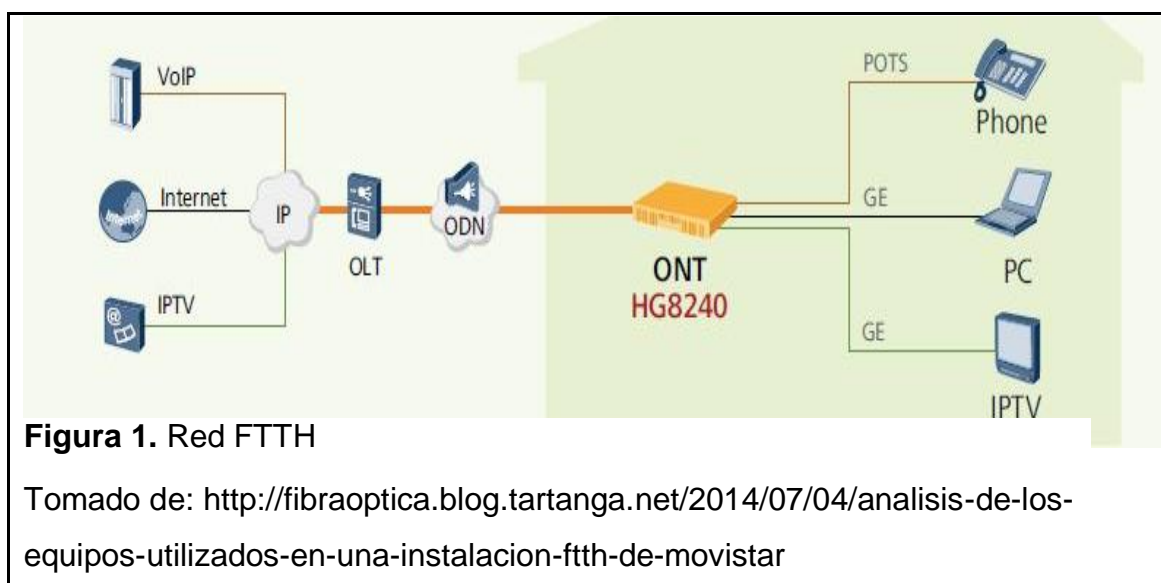 VoIP
POTS
Phone
Internet
IP
GE
ODN
OLT
ONT
HG8240
PC
IPTV
GE
IPTV
Figura 1. Red FTTH
Tomado de: http://fibraoptica.blog.tartanga.net/2014/07/04/analisis-de-los-
equipos-utilizados-en-una-instalacion-ftth-de-movistar